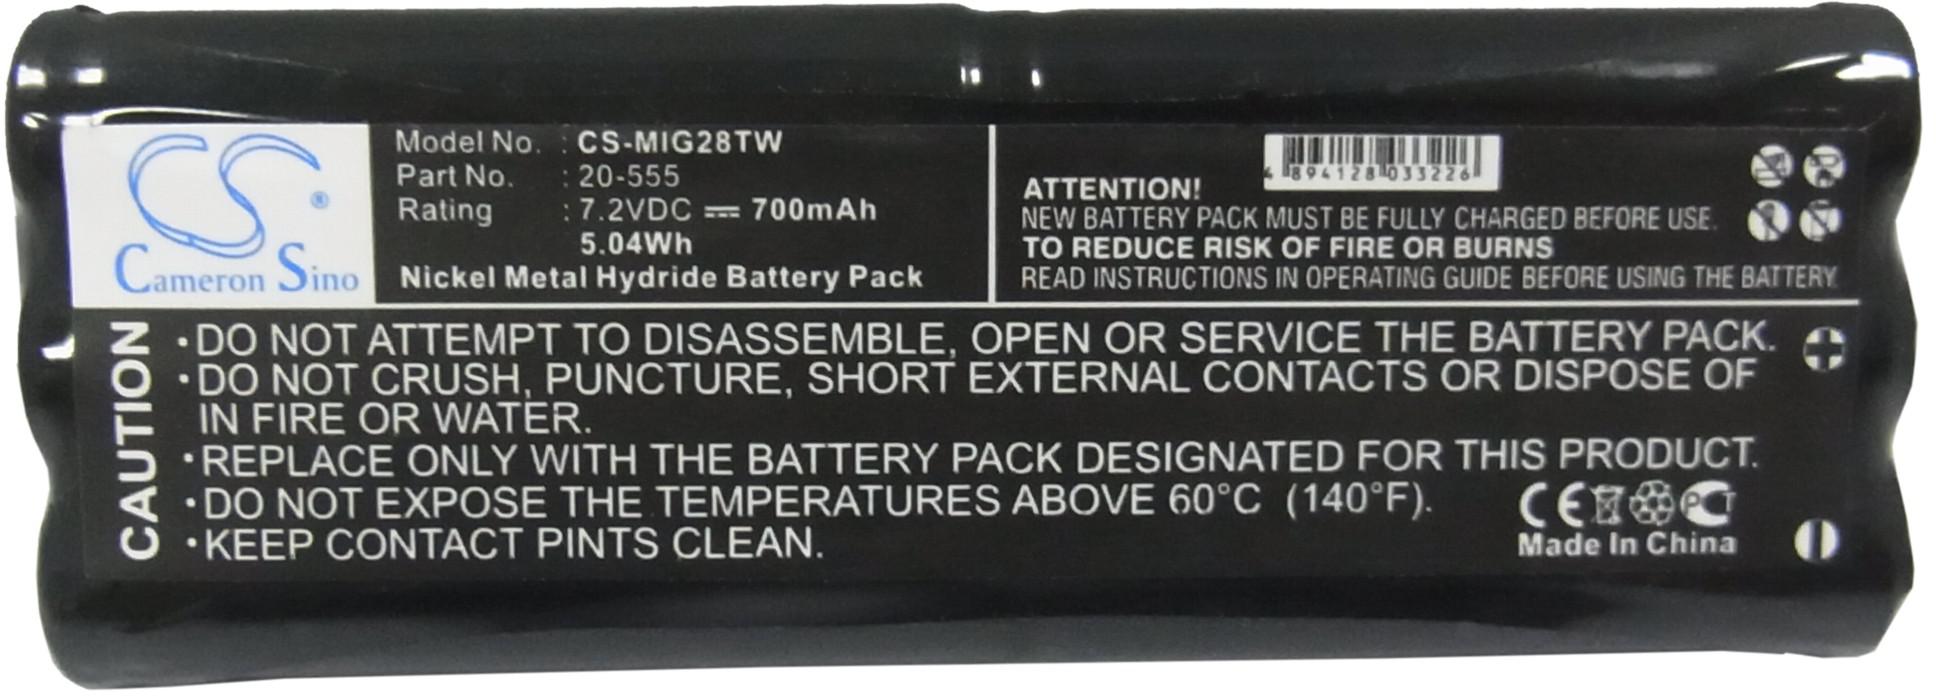 CS ®
Cameron Sino
Model No. : CS-MIG28TW
Part No. : 20-555
Rating : 7.2VDC 700mAh
5.04Wh
Nickel Metal Hydride Battery Pack
4 894128 033226
ATTENTION!
NEW BATTERY PACK MUST BE FULLY CHARGED BEFORE USE.
TO REDUCE RISK OF FIRE OR BURNS
READ INSTRUCTIONS IN OPERATING GUIDE BEFORE USING THE BATTERY.
CAUTION
•DO NOT ATTEMPT TO DISASSEMBLE, OPEN OR SERVICE THE BATTERY PACK.
•DO NOT CRUSH, PUNCTURE, SHORT EXTERNAL CONTACTS OR DISPOSE OF
IN FIRE OR WATER.
•REPLACE ONLY WITH THE BATTERY PACK DESIGNATED FOR THIS PRODUCT.
•DO NOT EXPOSE THE TEMPERATURES ABOVE 60°C (140°F).
•KEEP CONTACT PINTS CLEAN.
CE PCT
Made In China